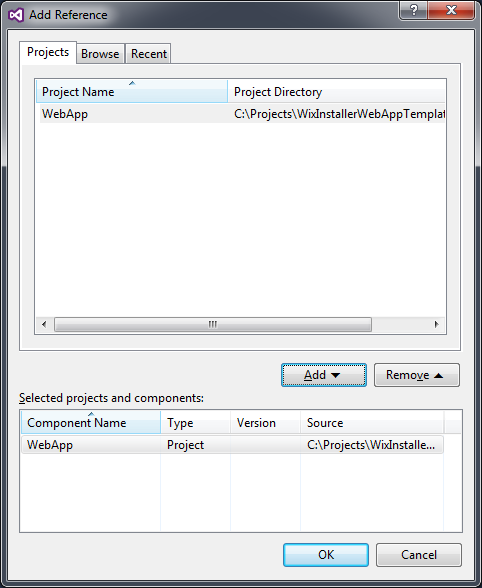 Add Reference
Projects Browse Recent
Project Name Project Directory
WebApp C:\Projects\WixInstallerWebAppTemplat
Add Remove
Selected projects and components:
Component Name Type Version Source
WebApp Project C:\Projects\WixInstalle...
OK Cancel